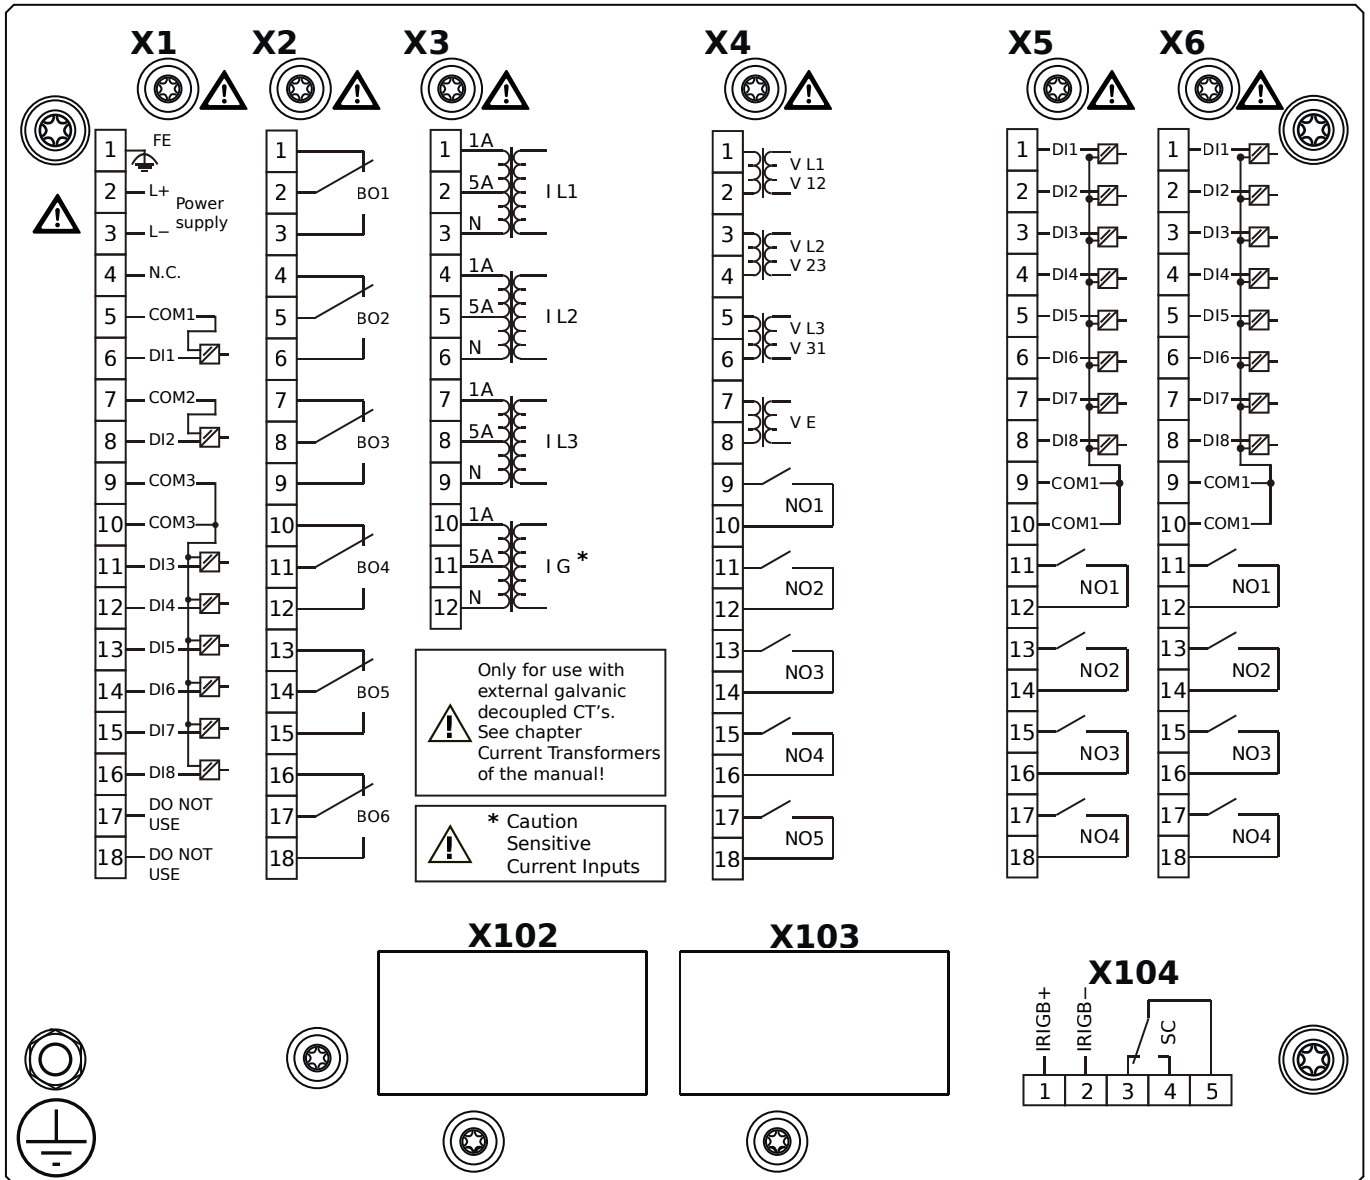 X1
X2
X3
X4
X5
X6
1
FE
2
L+
Power
supply
3
L−
4
N.C.
5
COM1
6
DI1
7
COM2
8
DI2
9
COM3
10
COM3
11
DI3
12
DI4
13
DI5
14
DI6
15
DI7
16
DI8
17
DO NOT
USE
18
DO NOT
USE
1
2
BO1
3
4
5
BO2
6
7
8
BO3
9
10
11
BO4
12
13
14
BO5
15
16
17
BO6
18
1
1A
2
5A
I L1
3
N
4
1A
5
5A
I L2
6
N
7
1A
8
5A
I L3
9
N
10
1A
11
5A
I G *
12
N
Only for use with
external galvanic
decoupled CT's.
See chapter
Current Transformers
of the manual!
* Caution
Sensitive
Current Inputs
1
V L1
2
V 12
3
V L2
4
V 23
5
V L3
6
V 31
7
V E
8
9
NO1
10
11
NO2
12
13
NO3
14
15
NO4
16
17
NO5
18
1
DI1
2
DI2
3
DI3
4
DI4
5
DI5
6
DI6
7
DI7
8
DI8
9
COM1
10
COM1
11
NO1
12
13
NO2
14
15
NO3
16
17
NO4
18
1
DI1
2
DI2
3
DI3
4
DI4
5
DI5
6
DI6
7
DI7
8
DI8
9
COM1
10
COM1
11
NO1
12
13
NO2
14
15
NO3
16
17
NO4
18
X102
X103
X104
IRIGB+
IRIGB−
SC
1
2
3
4
5